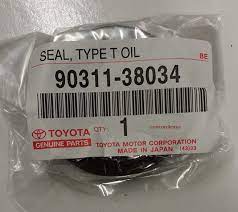 SEAL, TYPE T OIL
BE
90311-38034
TOYOTA
GENUINE PARTS
QTY:
1
TOYOTA MOTOR CORPORATION
MADE IN JAPAN